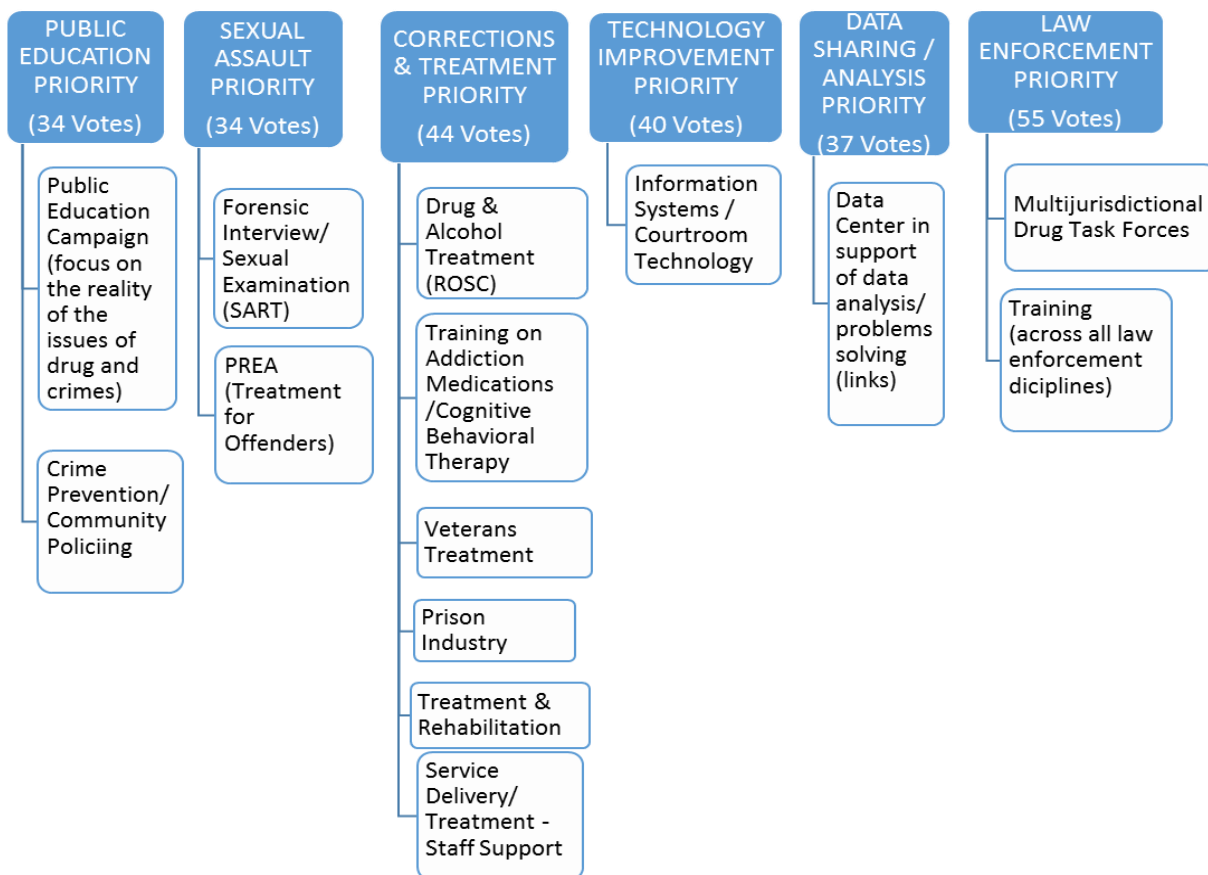 PUBLIC
EDUCATION
PRIORITY
(34 Votes)
Public
Education
Campaign
(focus on
the reality
of the
issues of
drug and
crimes)
Crime
Prevention/
Community
Policiing
SEXUAL
ASSAULT
PRIORITY
(34 Votes)
Forensic
Interview/
Sexual
Examination
(SART)
PREA
(Treatment
for
Offenders)
CORRECTIONS
& TREATMENT
PRIORITY
(44 Votes)
Drug &
Alcohol
Treatment
(ROSC)
Training on
Addiction
Medications
/Cognitive
Behavioral
Therapy
Veterans
Treatment
Prison
Industry
Treatment &
Rehabilitation
Service
Delivery/
Treatment -
Staff Support
TECHNOLOGY
IMPROVEMENT
PRIORITY
(40 Votes)
Information
Systems /
Courtroom
Technology
DATA
SHARING /
ANALYSIS
PRIORITY
(37 Votes)
Data
Center in
support
of data
analysis/
problems
solving
(links)
LAW
ENFORCEMENT
PRIORITY
(55 Votes)
Multijurisdictional
Drug Task Forces
Training
(across all law
enforcement
diciplines)